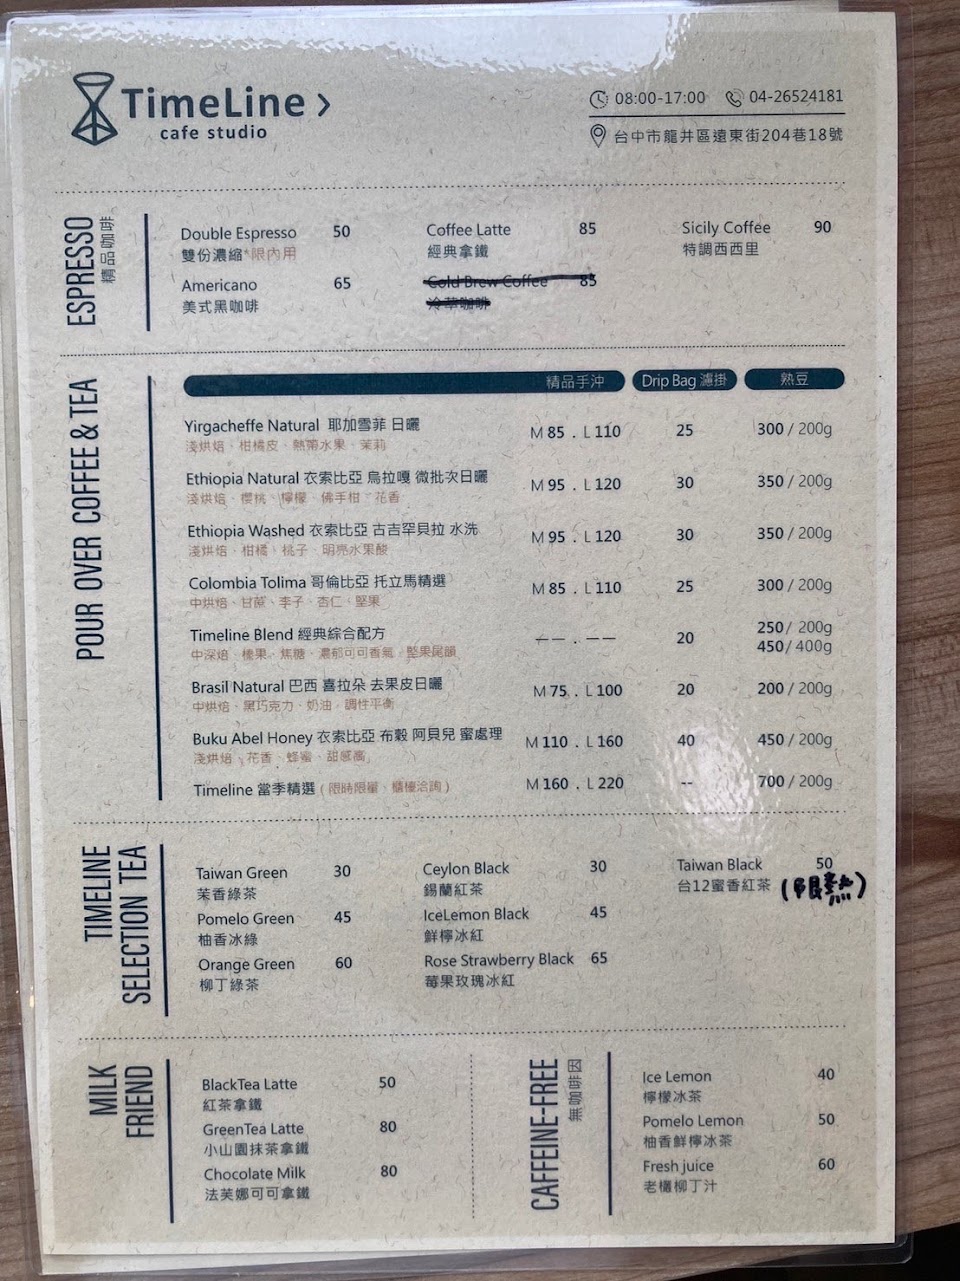 TimeLine
cafe studio
08:00-17:00 04-26524181
台中市龍井區遠東街204巷18號
ESPRESSO
精品咖啡
Double Espresso 50
雙份濃縮*限內用
Americano 65
美式黑咖啡
Coffee Latte 85
經典拿鐵
Cold Brew Coffee 85
冷萃咖啡
Sicily Coffee 90
特調西西里
POUR OVER COFFEE & TEA
精品手沖 Drip Bag 濾掛 熟豆
Yirgacheffe Natural 耶加雪菲 日曬 M 85 . L 110 25 300 / 200g
淺烘焙、柑橘皮、熱帶水果、茉莉
Ethiopia Natural 衣索比亞 烏拉嘎 微批次日曬 M 95 . L 120 30 350 / 200g
淺烘焙、櫻桃、檸檬、佛手柑、花香
Ethiopia Washed 衣索比亞 古吉罕貝拉 水洗 M 95 . L 120 30 350 / 200g
淺烘焙、柑橘、桃子、明亮水果酸
Colombia Tolima 哥倫比亞 托立馬精選 M 85 . L 110 25 300 / 200g
中烘焙、甘蔗、李子、杏仁、堅果
Timeline Blend 經典綜合配方 —— . —— 20 250 / 200g
450 / 400g
中深焙、榛果、焦糖、濃郁可可香氣、堅果尾韻
Brasil Natural 巴西 喜拉朵 去果皮日曬 M 75 . L 100 20 200 / 200g
中烘焙、黑巧克力、奶油、調性平衡
Buku Abel Honey 衣索比亞 布穀 阿貝兒 蜜處理 M 110 . L 160 40 450 / 200g
淺烘焙、花香、蜂蜜、甜感高
Timeline 當季精選 (限時限量、櫃檯洽詢) M 160 . L 220 -- 700 / 200g
TIMELINE
SELECTION TEA
Taiwan Green 30
茉香綠茶
Pomelo Green 45
柚香冰綠
Orange Green 60
柳丁綠茶
Ceylon Black 30
錫蘭紅茶
IceLemon Black 45
鮮檸冰紅
Rose Strawberry Black 65
莓果玫瑰冰紅
Taiwan Black 50
台12蜜香紅茶 (限熱)
MILK
FRIEND
BlackTea Latte 50
紅茶拿鐵
GreenTea Latte 80
小山園抹茶拿鐵
Chocolate Milk 80
法芙娜可可拿鐵
CAFFEINE-FREE
無咖啡因
Ice Lemon 40
檸檬冰茶
Pomelo Lemon 50
柚香鮮檸冰茶
Fresh juice 60
老欉柳丁汁